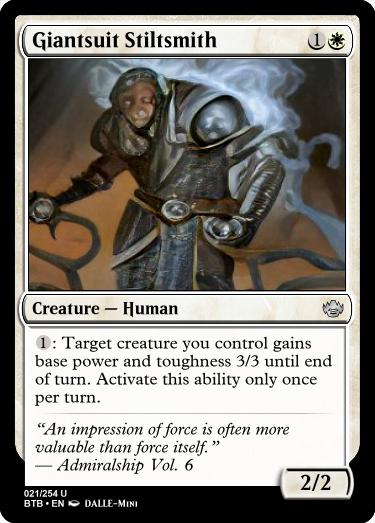 Giantsuit Stiltsmith 1
Creature — Human
1: Target creature you control gains
base power and toughness 3/3 until end
of turn. Activate this ability only once
per turn.
“An impression of force is often more
valuable than force itself.”
— Admiralship Vol. 6
2/2
021/254 U
BTB • EN DALLE-Mini